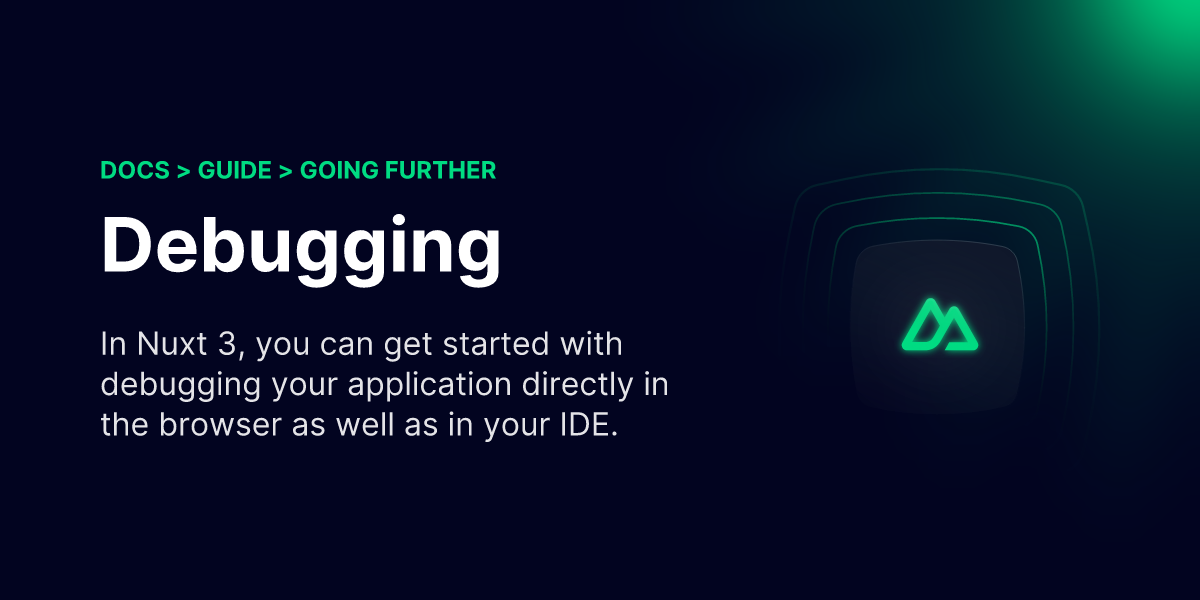 DOCS > GUIDE > GOING FURTHER
Debugging
In Nuxt 3, you can get started with
debugging your application directly in
the browser as well as in your IDE.